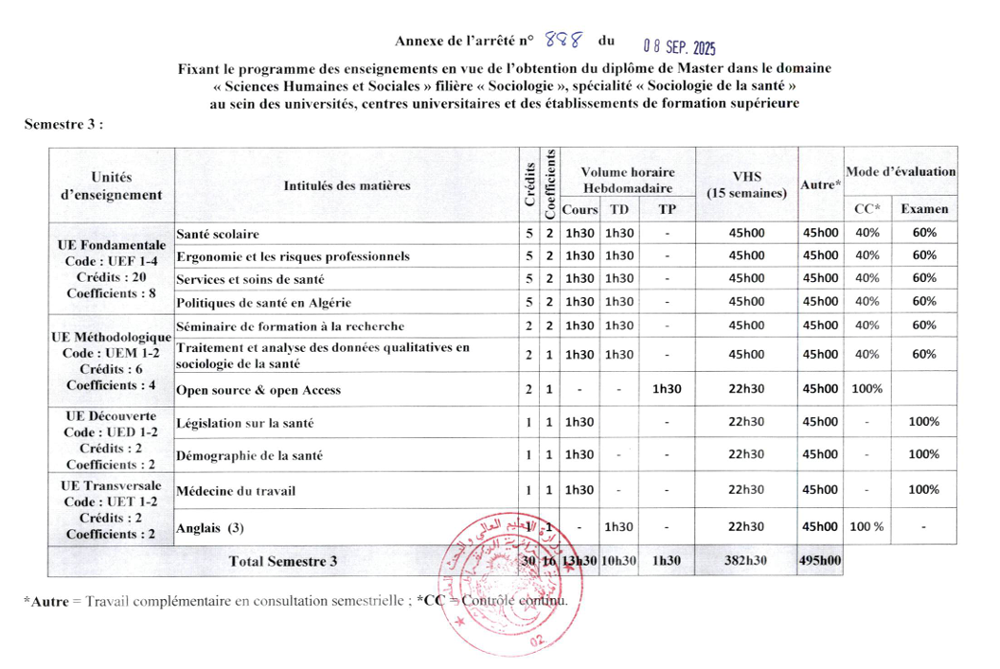 Annexe de l'arrêté n° 888 du 08 SEP. 2025
Fixant le programme des enseignements en vue de l'obtention du diplôme de Master dans le domaine
« Sciences Humaines et Sociales » filière « Sociologie », spécialité « Sociologie de la santé »
au sein des universités, centres universitaires et des établissements de formation supérieure
Semestre 3 :
Unités d'enseignement Intitulés des matières Crédits Coefficients Volume horaire Hebdomadaire VHS (15 semaines) Autre* Mode d'évaluation
Cours TD TP CC* Examen
UE Fondamentale
Code : UEF 1-4
Crédits : 20
Coefficients : 8
Santé scolaire 5 2 1h30 1h30 - 45h00 45h00 40% 60%
Ergonomie et les risques professionnels 5 2 1h30 1h30 - 45h00 45h00 40% 60%
Services et soins de santé 5 2 1h30 1h30 - 45h00 45h00 40% 60%
Politiques de santé en Algérie 5 2 1h30 1h30 - 45h00 45h00 40% 60%
UE Méthodologique
Code : UEM 1-2
Crédits : 6
Coefficients : 4
Séminaire de formation à la recherche 2 2 1h30 1h30 - 45h00 45h00 40% 60%
Traitement et analyse des données qualitatives en
sociologie de la santé 2 1 1h30 1h30 - 45h00 45h00 40% 60%
Open source & open Access 2 1 - - 1h30 22h30 45h00 100%
UE Découverte
Code : UED 1-2
Crédits : 2
Coefficients : 2
Législation sur la santé 1 1 1h30 - 22h30 45h00 - 100%
Démographie de la santé 1 1 1h30 - - 22h30 45h00 - 100%
UE Transversale
Code : UET 1-2
Crédits : 2
Coefficients : 2
Médecine du travail 1 1 1h30 - - 22h30 45h00 - 100%
Anglais (3) 1 1 - 1h30 - 22h30 45h00 100 % -
Total Semestre 3 30 16 13h30 10h30 1h30 382h30 495h00
*Autre = Travail complémentaire en consultation semestrielle ; *CC = Contrôle continu.
02